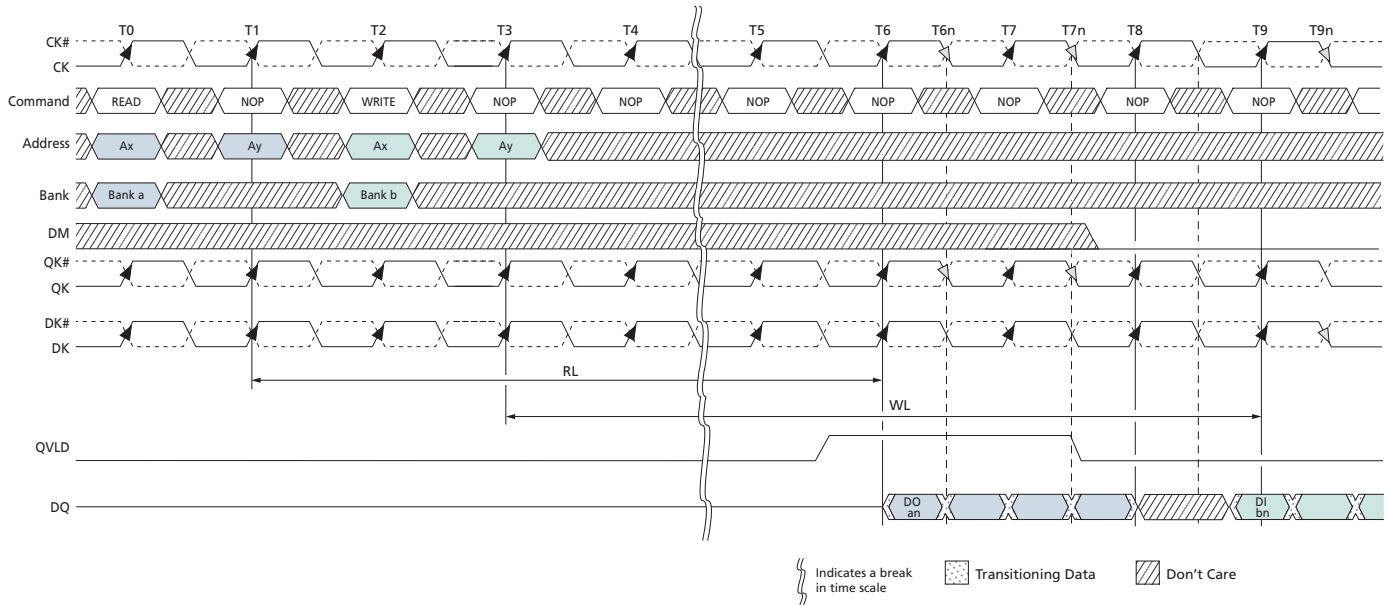 T0 T1 T2 T3 T4 T5 T6 T6n T7 T7n T8 T9 T9n
CK#
CK
Command READ NOP WRITE NOP NOP NOP NOP NOP NOP NOP
Address Ax Ay Ax Ay
Bank Bank a Bank b
DM
QK#
QK
DK#
DK
RL
WL
QVLD
DQ DO an DI bn
Indicates a break
in time scale
Transitioning Data
Don't Care